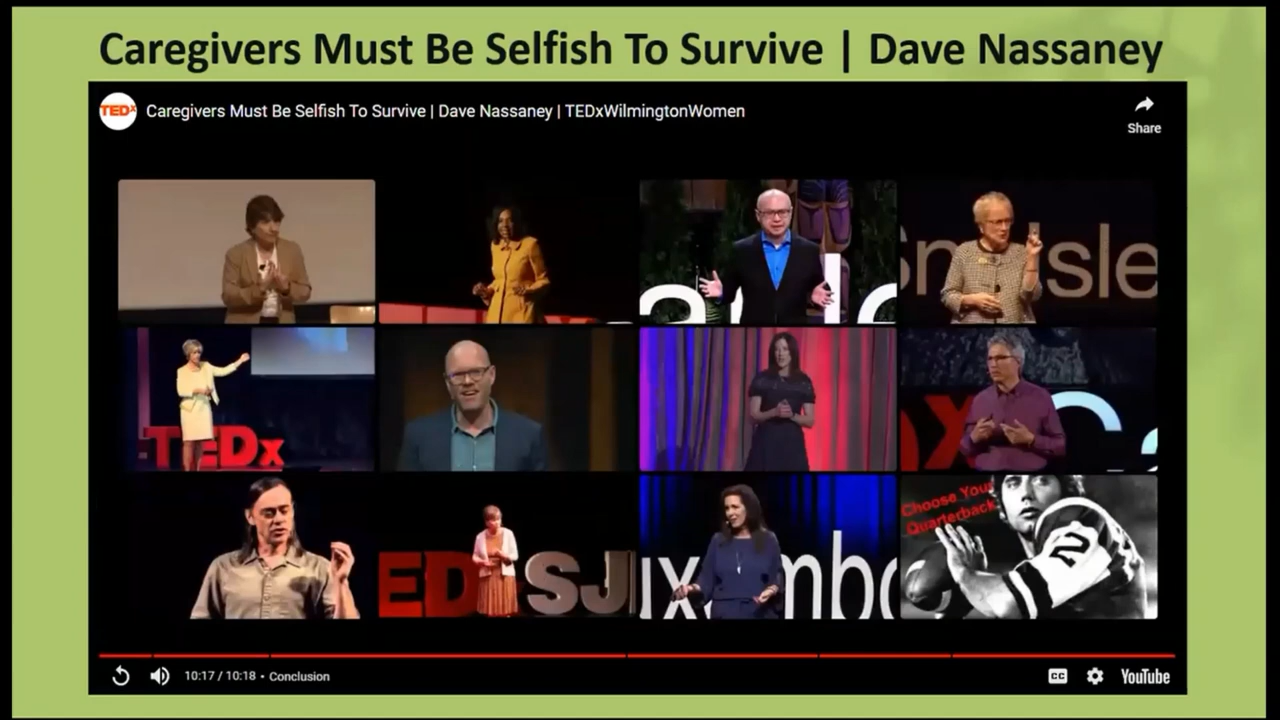 Caregivers Must Be Selfish To Survive | Dave Nassaney
TEDx
Caregivers Must Be Selfish To Survive | Dave Nassaney | TEDxWilmingtonWomen
Share
TEDx
Choose Your
Quarterback
2
10:17 / 10:18 • Conclusion
CC
YouTube